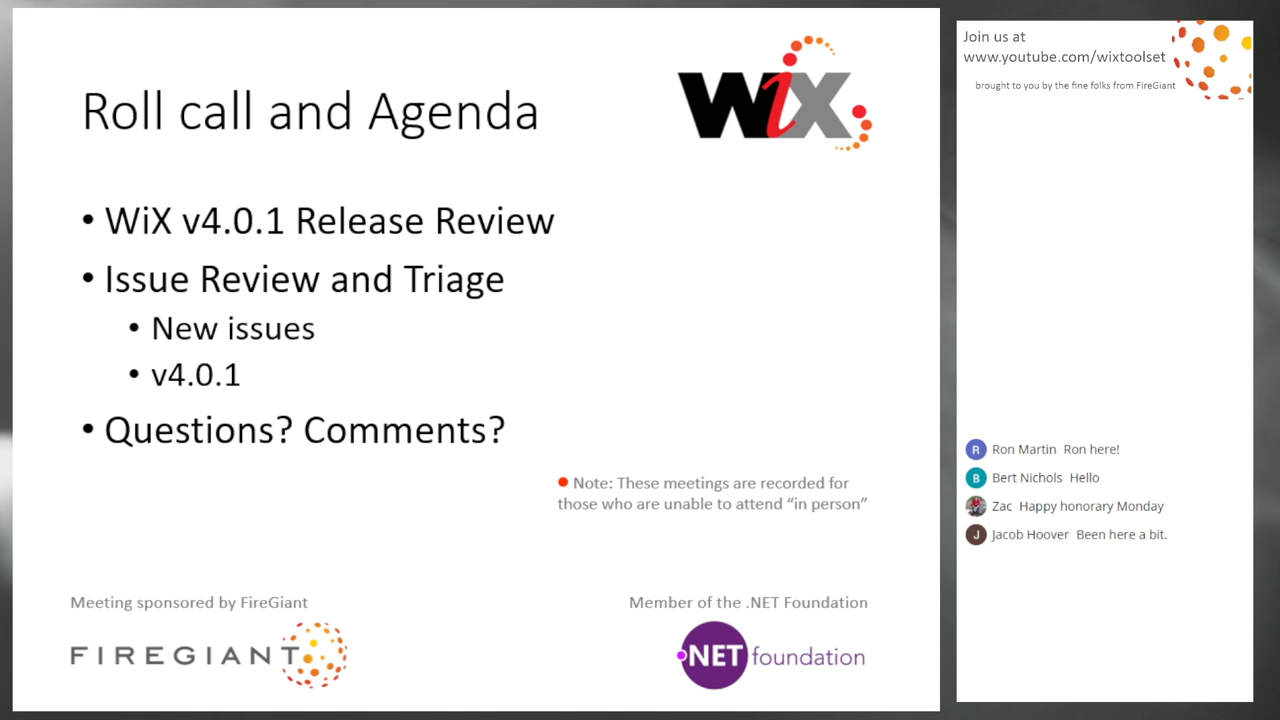 WiX
Roll call and Agenda
• WiX v4.0.1 Release Review
• Issue Review and Triage
• New issues
• v4.0.1
• Questions? Comments?
Note: These meetings are recorded for
those who are unable to attend “in person”
Meeting sponsored by FireGiant
FIREGIANT
Member of the .NET Foundation
.NET foundation
Join us at
www.youtube.com/wixtoolset
brought to you by the fine folks from FireGiant
R Ron Martin Ron here!
B Bert Nichols Hello
Zac Happy honorary Monday
J Jacob Hoover Been here a bit.